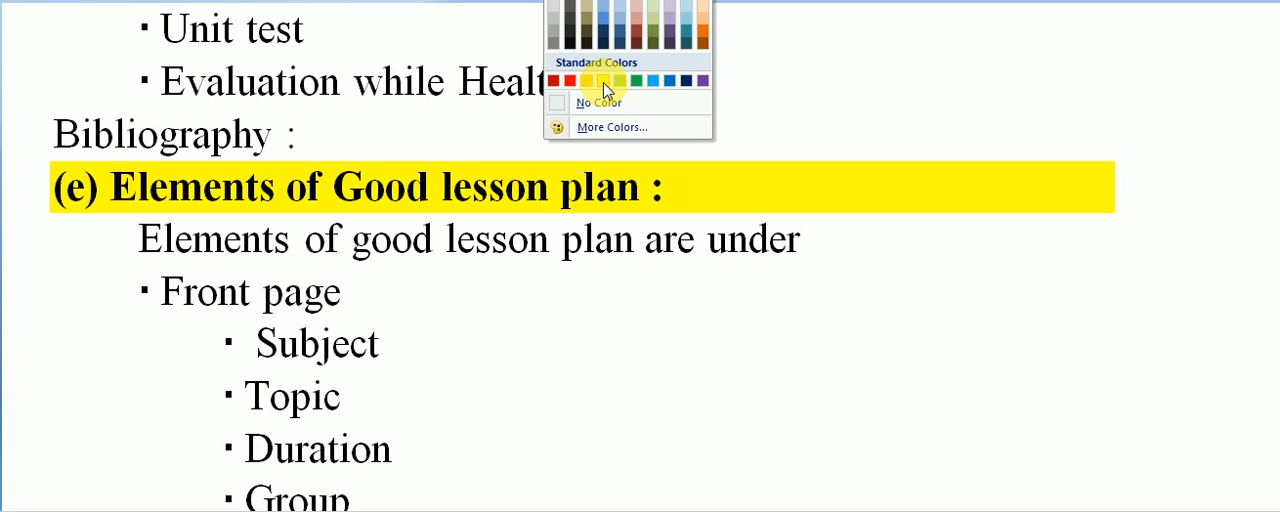 ▪ Unit test
Standard Colors
▪ Evaluation while
No Color
More Colors...
Bibliography :
(e) Elements of Good lesson plan :
Elements of good lesson plan are under
▪ Front page
▪ Subject
▪ Topic
▪ Duration
▪ Group